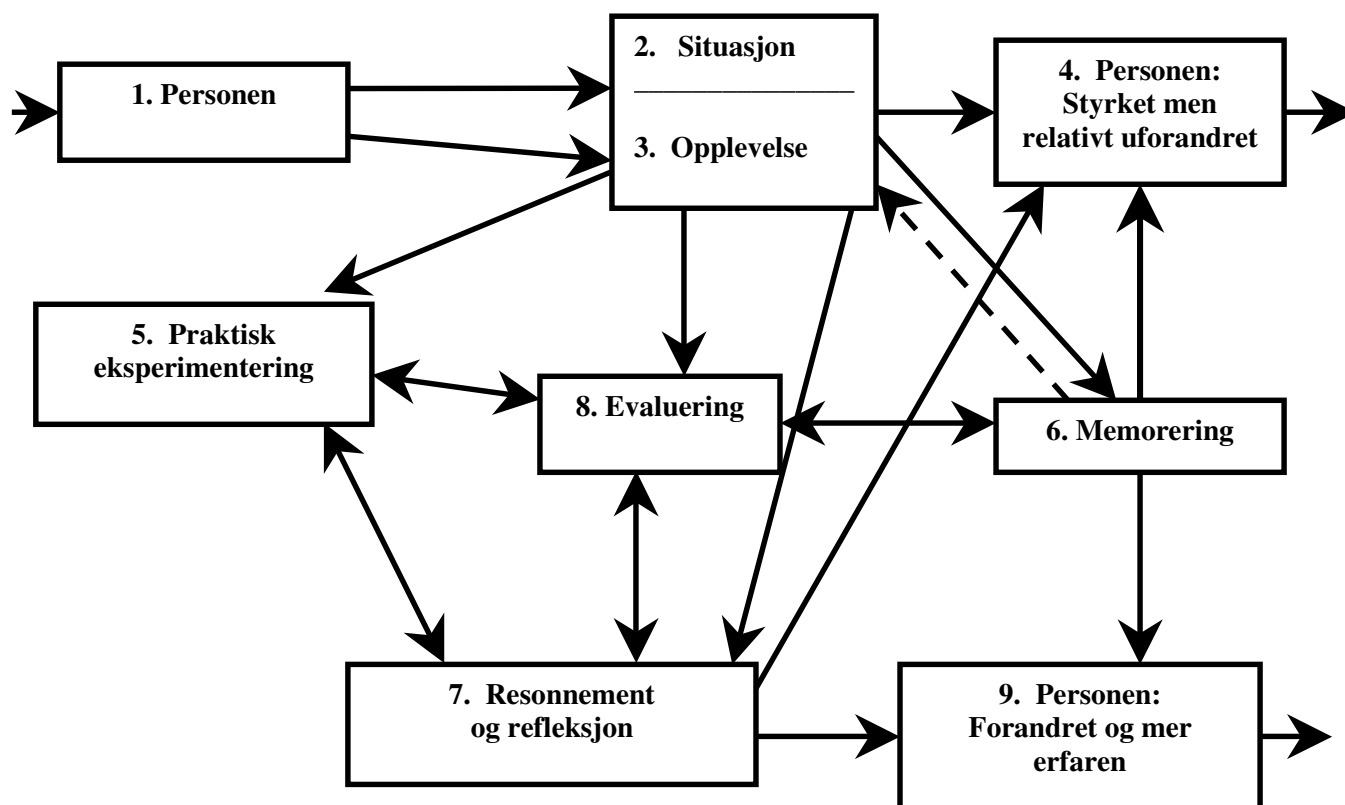 1. Personen
2. Situasjon
3. Opplevelse
4. Personen:
Styrket men
relativt uforandret
5. Praktisk
eksperimentering
8. Evaluering
6. Memorering
7. Resonnement
og refleksjon
9. Personen:
Forandret og mer
erfaren